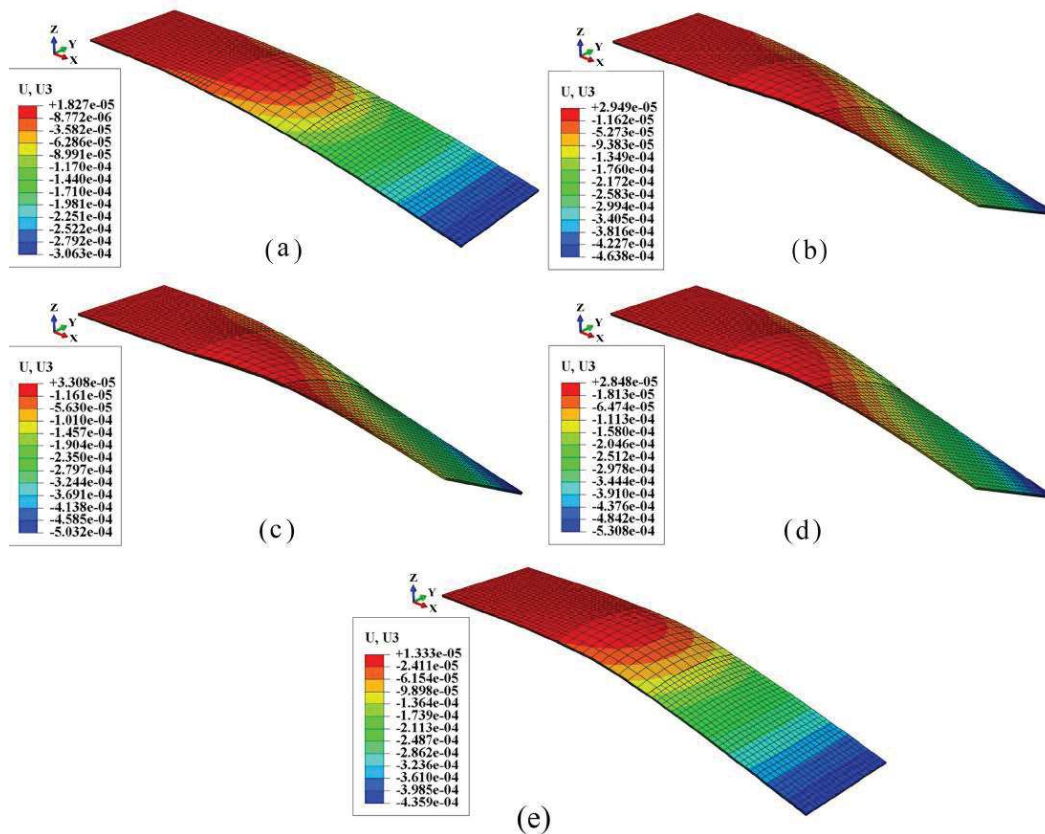 Z
Y
X
U, U3
+1.827e-05
-8.772e-06
-3.582e-05
-6.286e-05
-8.991e-05
-1.170e-04
-1.440e-04
-1.710e-04
-1.981e-04
-2.251e-04
-2.522e-04
-2.792e-04
-3.063e-04
(a)
Z
Y
X
U, U3
+2.949e-05
-1.162e-05
-5.273e-05
-9.383e-05
-1.349e-04
-1.760e-04
-2.172e-04
-2.583e-04
-2.994e-04
-3.405e-04
-3.816e-04
-4.227e-04
-4.638e-04
(b)
Z
Y
X
U, U3
+3.308e-05
-1.161e-05
-5.630e-05
-1.010e-04
-1.457e-04
-1.904e-04
-2.350e-04
-2.797e-04
-3.244e-04
-3.691e-04
-4.138e-04
-4.585e-04
-5.032e-04
(c)
Z
Y
X
U, U3
+2.848e-05
-1.813e-05
-6.474e-05
-1.113e-04
-1.580e-04
-2.046e-04
-2.512e-04
-2.978e-04
-3.444e-04
-3.910e-04
-4.376e-04
-4.842e-04
-5.308e-04
(d)
Z
Y
X
U, U3
+1.333e-05
-2.411e-05
-6.154e-05
-9.898e-05
-1.364e-04
-1.739e-04
-2.113e-04
-2.487e-04
-2.862e-04
-3.236e-04
-3.610e-04
-3.985e-04
-4.359e-04
(e)